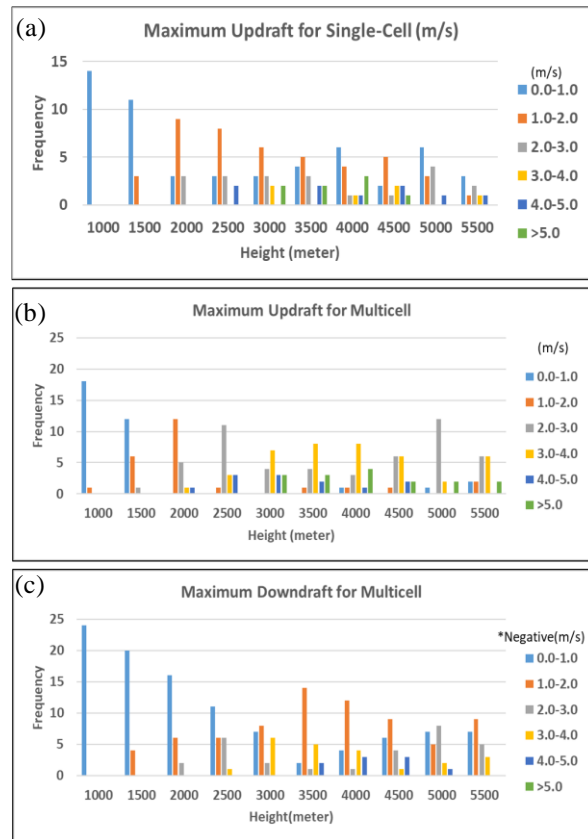 (a)
Maximum Updraft for Single-Cell (m/s)
15
10
5
0
Frequency
1000 1500 2000 2500 3000 3500 4000 4500 5000 5500
Height (meter)
(m/s)
0.0-1.0
1.0-2.0
2.0-3.0
3.0-4.0
4.0-5.0
>5.0
(b)
Maximum Updraft for Multicell
25
20
15
10
5
0
Frequency
1000 1500 2000 2500 3000 3500 4000 4500 5000 5500
Height (meter)
(m/s)
0.0-1.0
1.0-2.0
2.0-3.0
3.0-4.0
4.0-5.0
>5.0
(c)
Maximum Downdraft for Multicell
25
20
15
10
5
0
Frequency
1000 1500 2000 2500 3000 3500 4000 4500 5000 5500
Height(meter)
*Negative(m/s)
0.0-1.0
1.0-2.0
2.0-3.0
3.0-4.0
4.0-5.0
>5.0